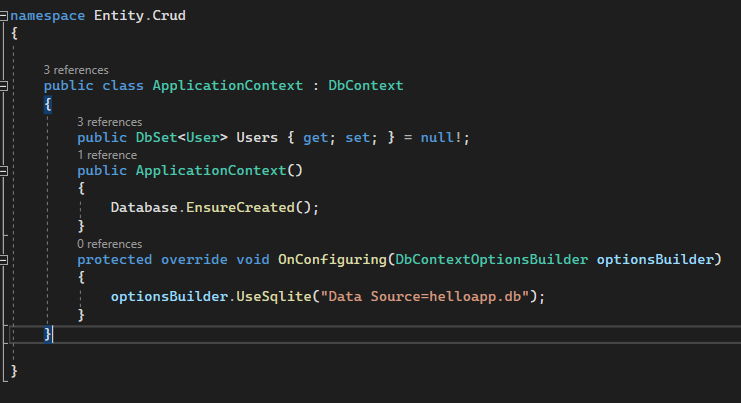 namespace Entity.Crud
{
3 references
public class ApplicationContext : DbContext
{
3 references
public DbSet<User> Users { get; set; } = null!;
1 reference
public ApplicationContext()
{
Database.EnsureCreated();
}
0 references
protected override void OnConfiguring(DbContextOptionsBuilder optionsBuilder)
{
optionsBuilder.UseSqlite("Data Source=helloapp.db");
}
}
}